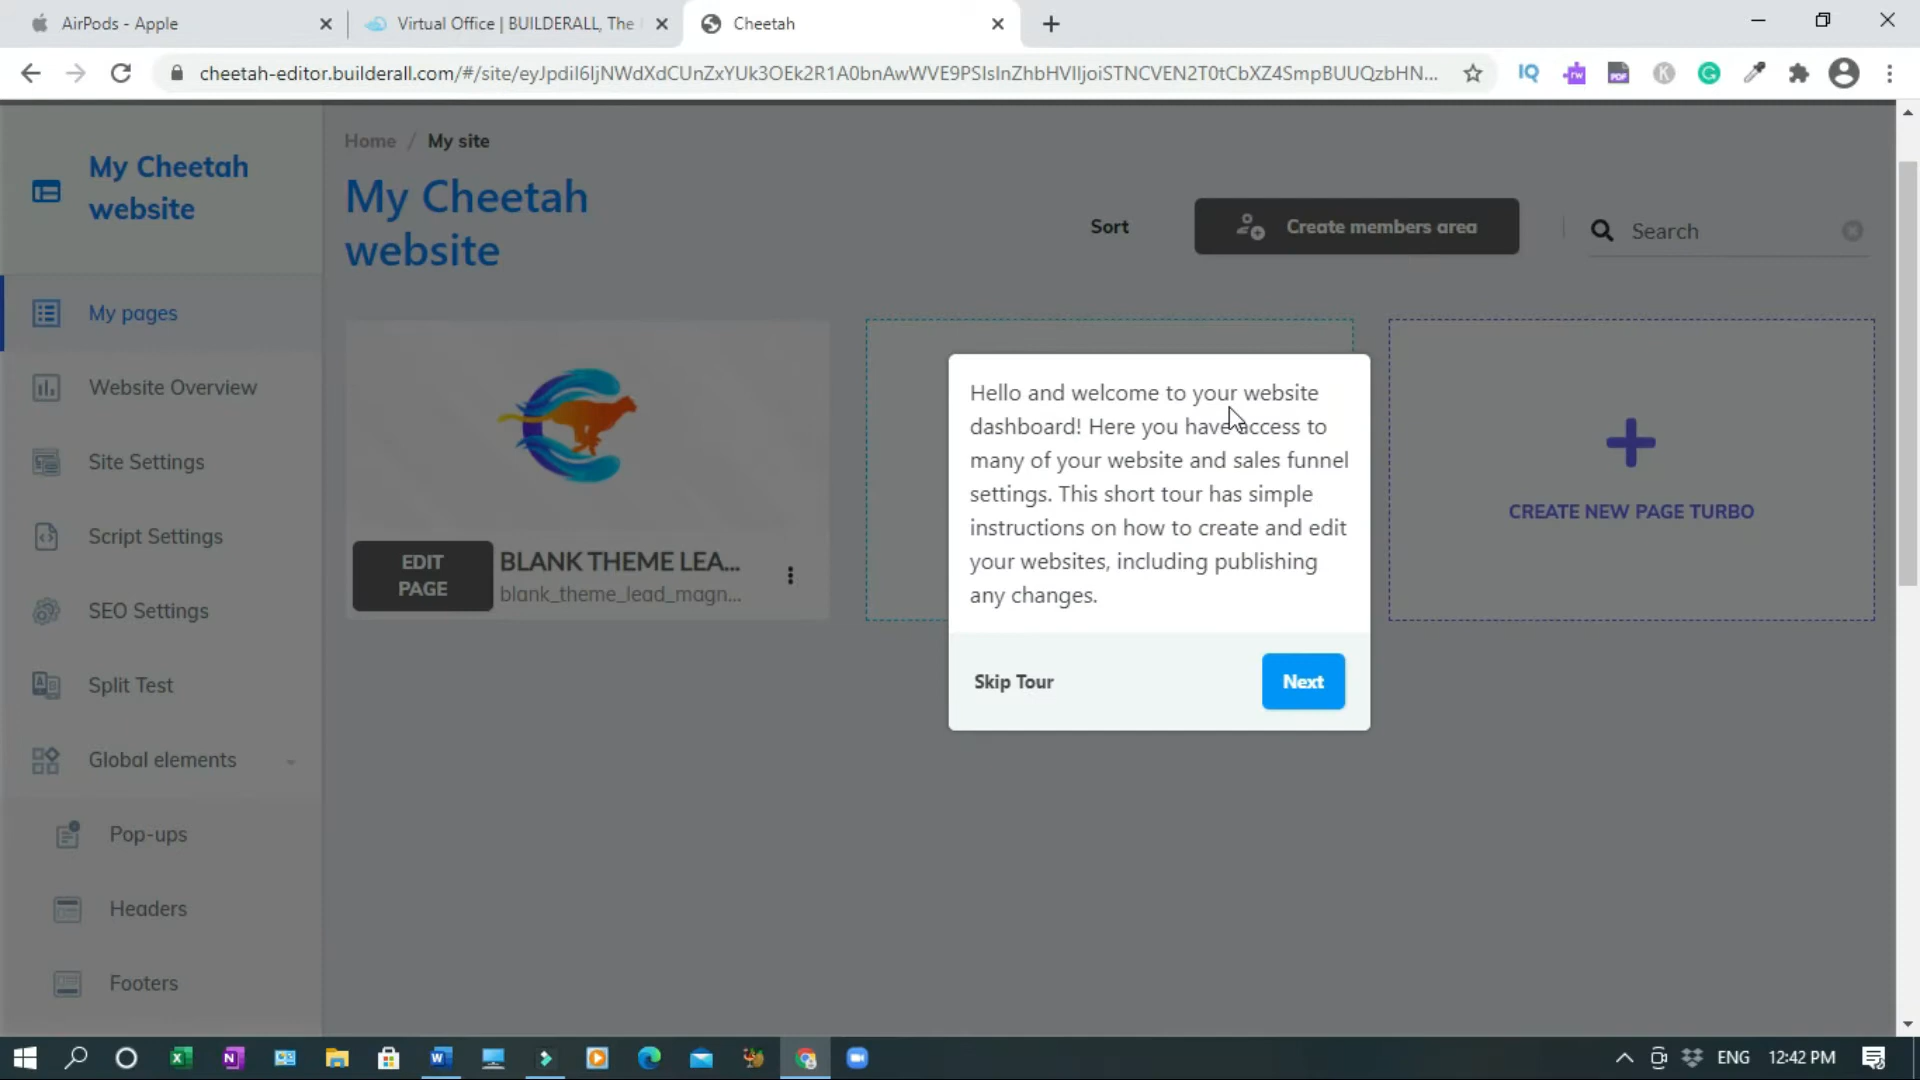 AirPods - Apple
Virtual Office | BUILDERALL, The
Cheetah
cheetah-editor.builderall.com/#/site/
IQ
rw
PDF
K
G
My Cheetah
website
My pages
Website Overview
Site Settings
Script Settings
SEO Settings
Split Test
Global elements
Pop-ups
Headers
Footers
Home / My site
My Cheetah
website
Sort
Create members area
Search
EDIT
PAGE
BLANK THEME LEA...
blank_theme_lead_magn...
Hello and welcome to your website
dashboard! Here you have access to
many of your website and sales funnel
settings. This short tour has simple
instructions on how to create and edit
your websites, including publishing
any changes.
Skip Tour
Next
CREATE NEW PAGE TURBO
ENG
12:42 PM